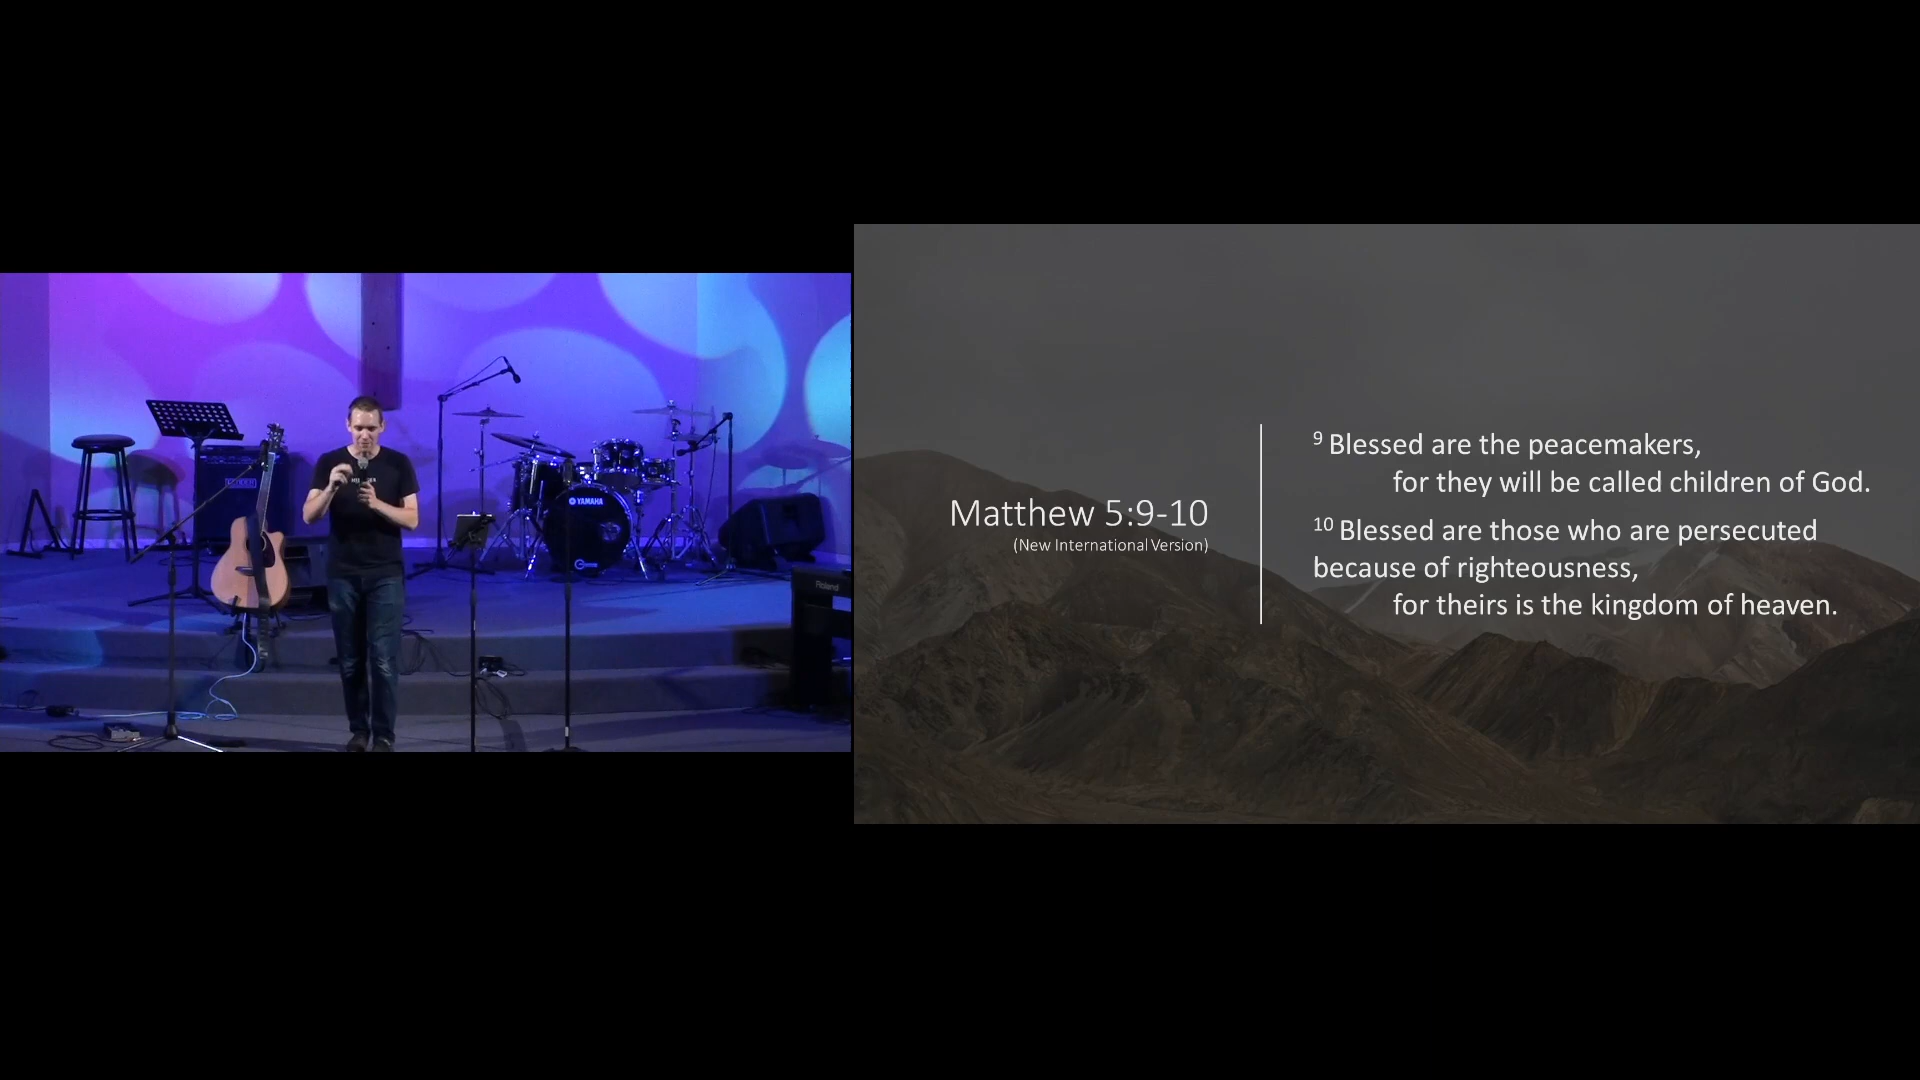 YAMAHA
Roland
Matthew 5:9-10
(New International Version)
9 Blessed are the peacemakers,
for they will be called children of God.
10 Blessed are those who are persecuted
because of righteousness,
for theirs is the kingdom of heaven.